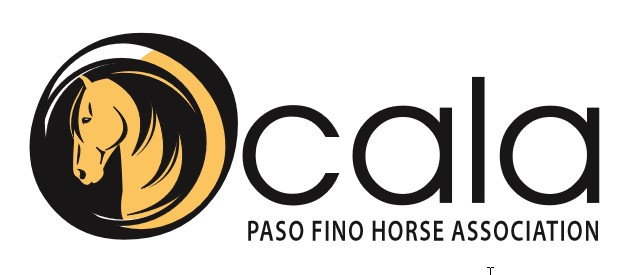 Ocala
PASO FINO HORSE ASSOCIATION